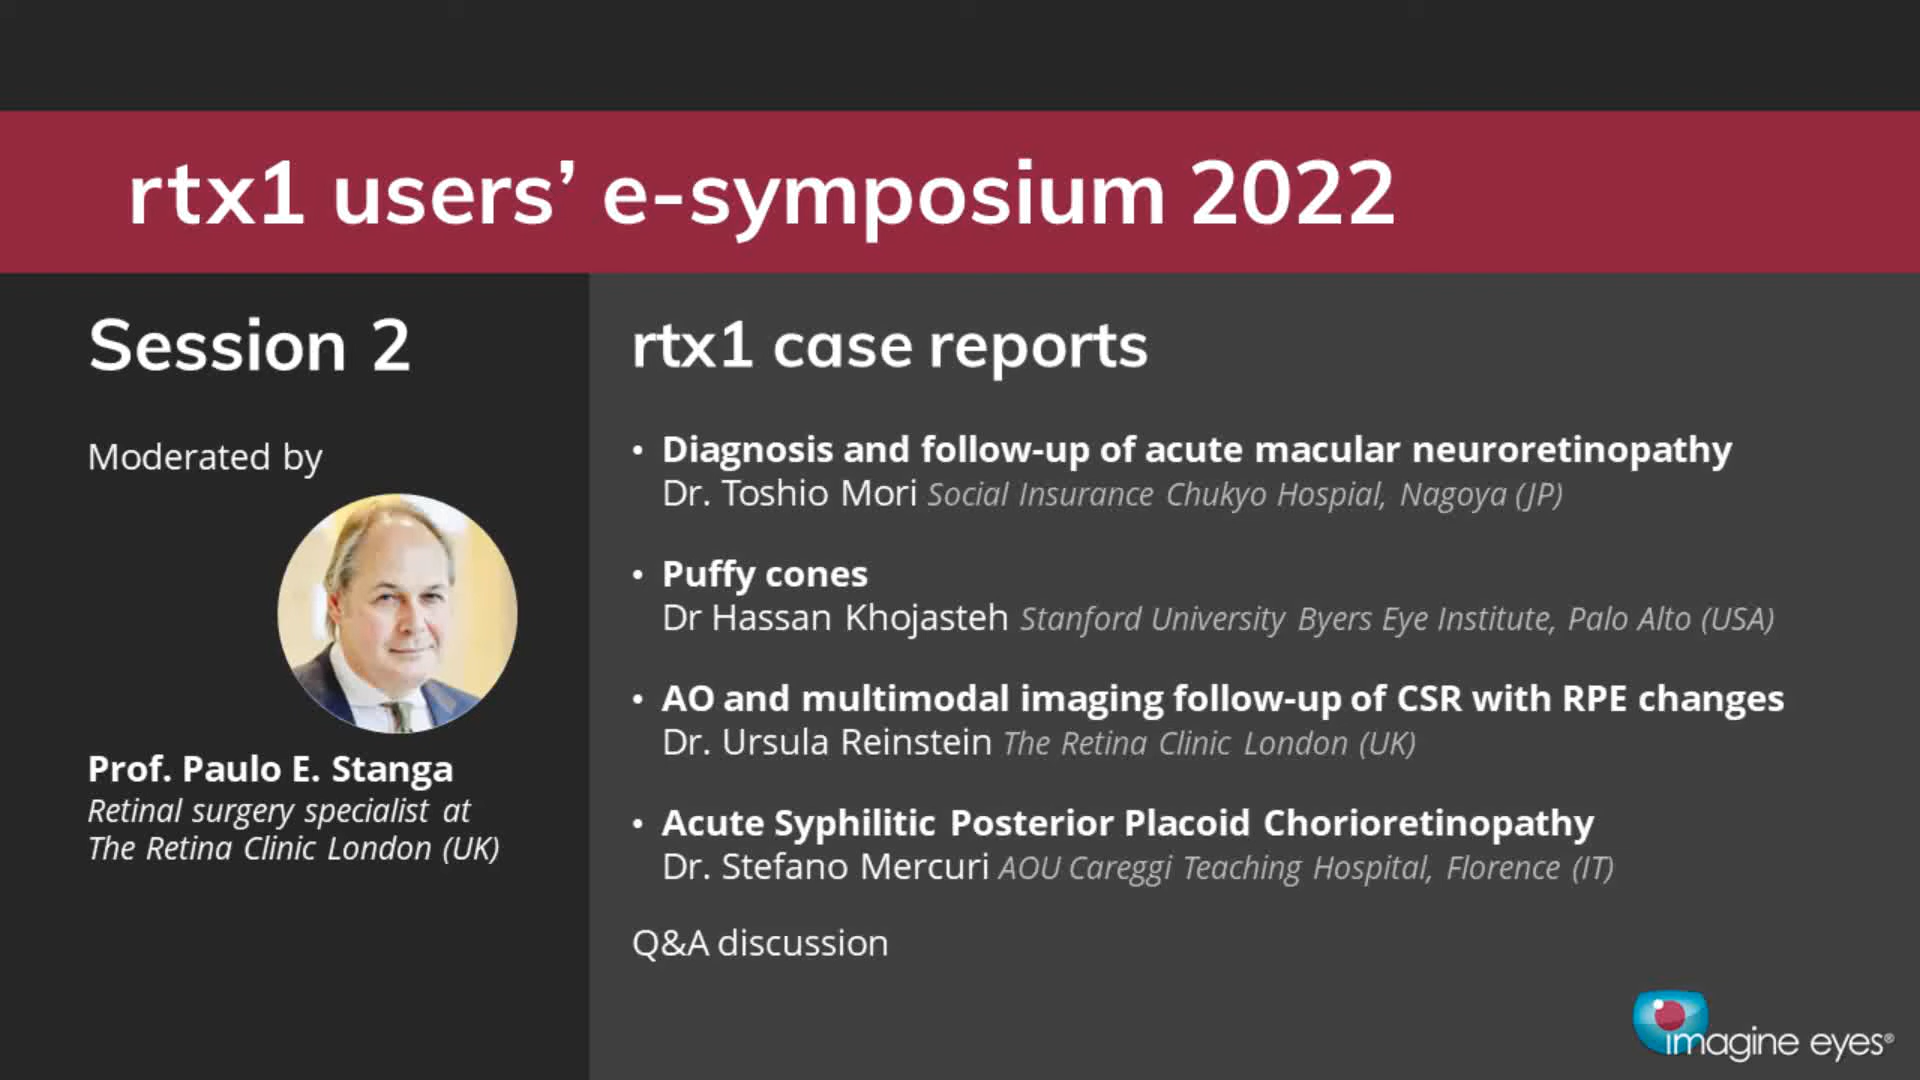 rtx1 users’ e-symposium 2022
Session 2
Moderated by
Prof. Paulo E. Stanga
Retinal surgery specialist at
The Retina Clinic London (UK)
rtx1 case reports
• Diagnosis and follow-up of acute macular neuroretinopathy
Dr. Toshio Mori Social Insurance Chukyo Hospial, Nagoya (JP)
• Puffy cones
Dr Hassan Khojasteh Stanford University Byers Eye Institute, Palo Alto (USA)
• AO and multimodal imaging follow-up of CSR with RPE changes
Dr. Ursula Reinstein The Retina Clinic London (UK)
• Acute Syphilitic Posterior Placoid Chorioretinopathy
Dr. Stefano Mercuri AOU Careggi Teaching Hospital, Florence (IT)
Q&A discussion
imagine eyes®